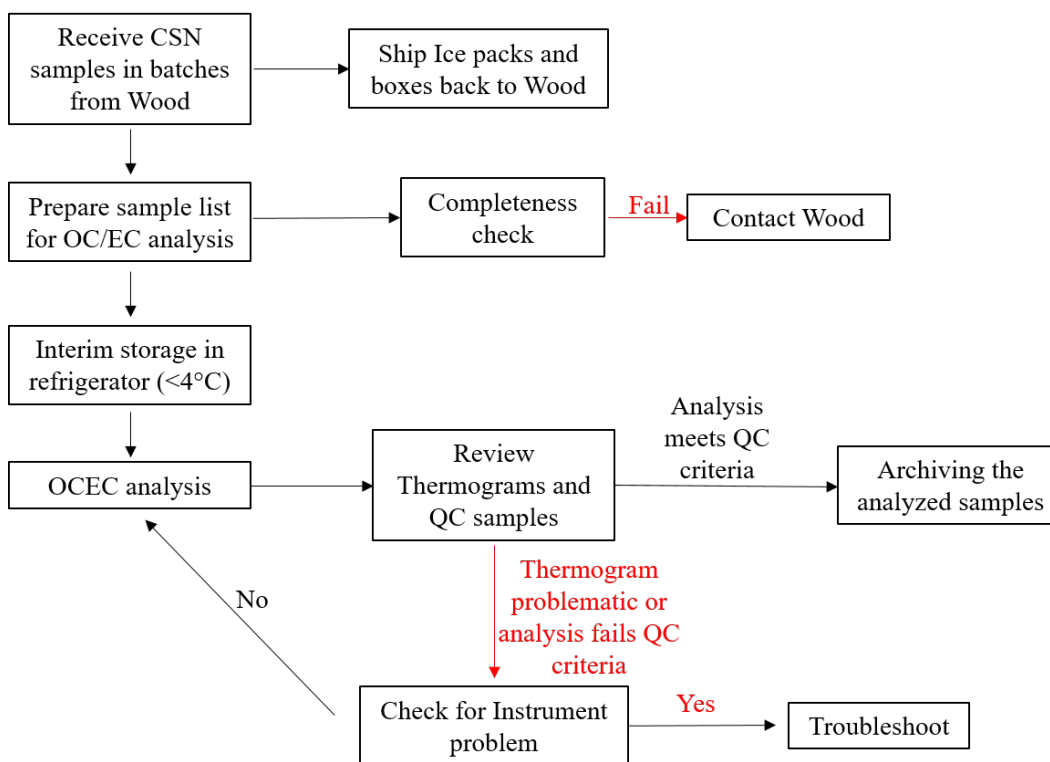 Receive CSN
samples in batches
from Wood
Ship Ice packs and
boxes back to Wood
Prepare sample list
for OC/EC analysis
Completeness
check
Fail
Contact Wood
Interim storage in
refrigerator (<4°C)
OCEC analysis
Review
Thermograms and
QC samples
Analysis
meets QC
criteria
Archiving the
analyzed samples
Thermogram
problematic or
analysis fails QC
criteria
No
Check for Instrument
problem
Yes
Troubleshoot